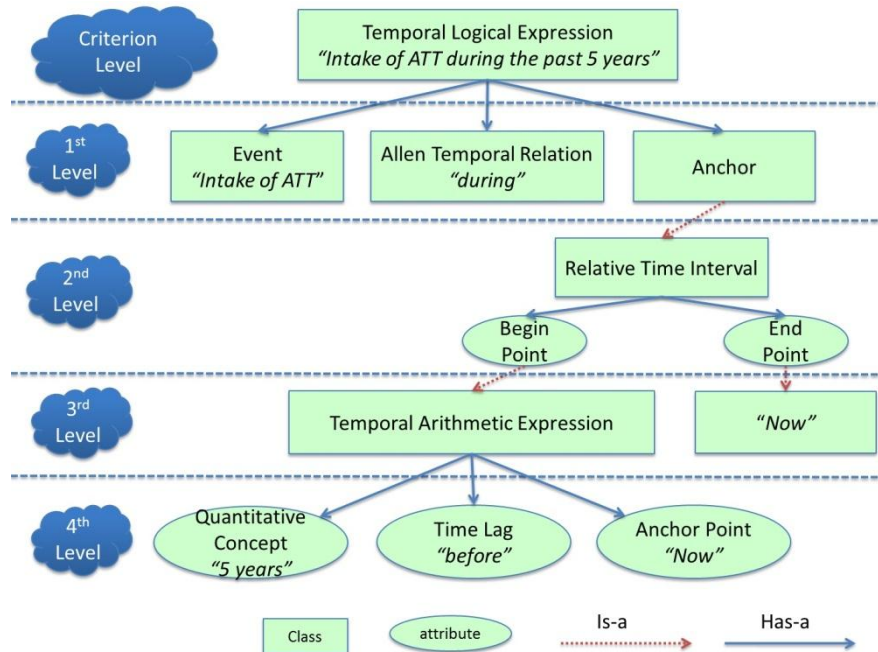 Criterion
Level
Temporal Logical Expression
“Intake of ATT during the past 5 years”
1st
Level
Event
“Intake of ATT”
Allen Temporal Relation
“during”
Anchor
2nd
Level
Relative Time Interval
Begin
Point
End
Point
3rd
Level
Temporal Arithmetic Expression
“Now”
4th
Level
Quantitative
Concept
“5 years”
Time Lag
“before”
Anchor Point
“Now”
Class
attribute
Is-a
Has-a